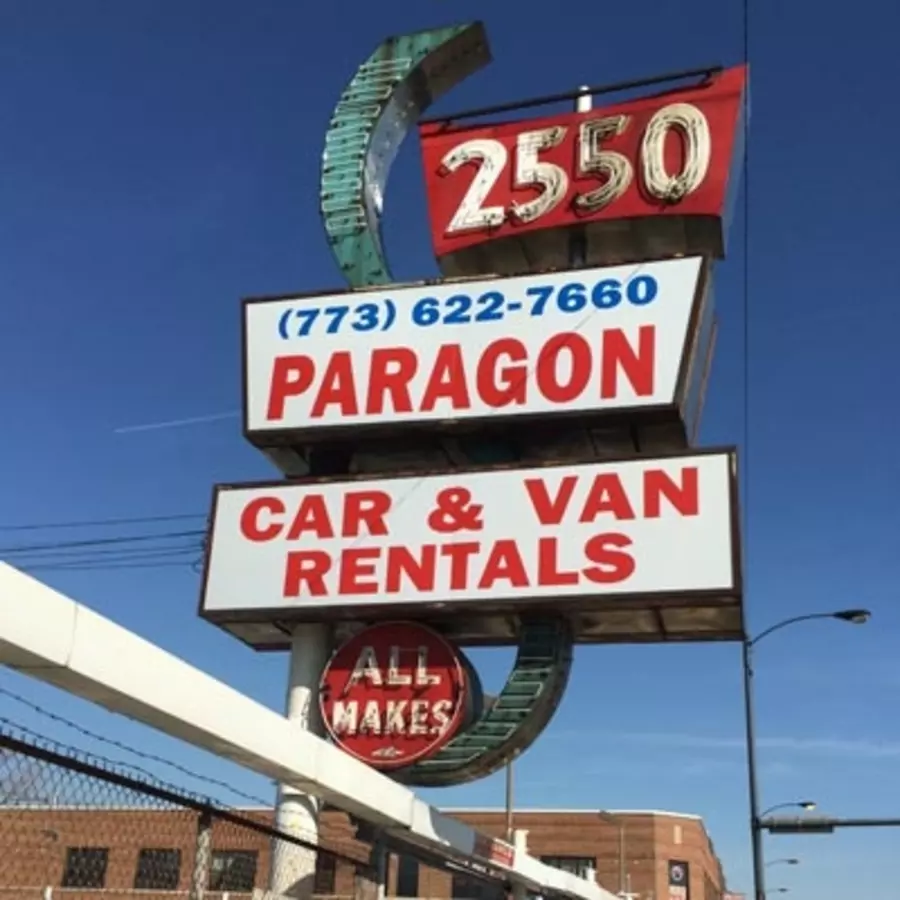 2550
(773) 622-7660
PARAGON
CAR & VAN
RENTALS
ALL
MAKES